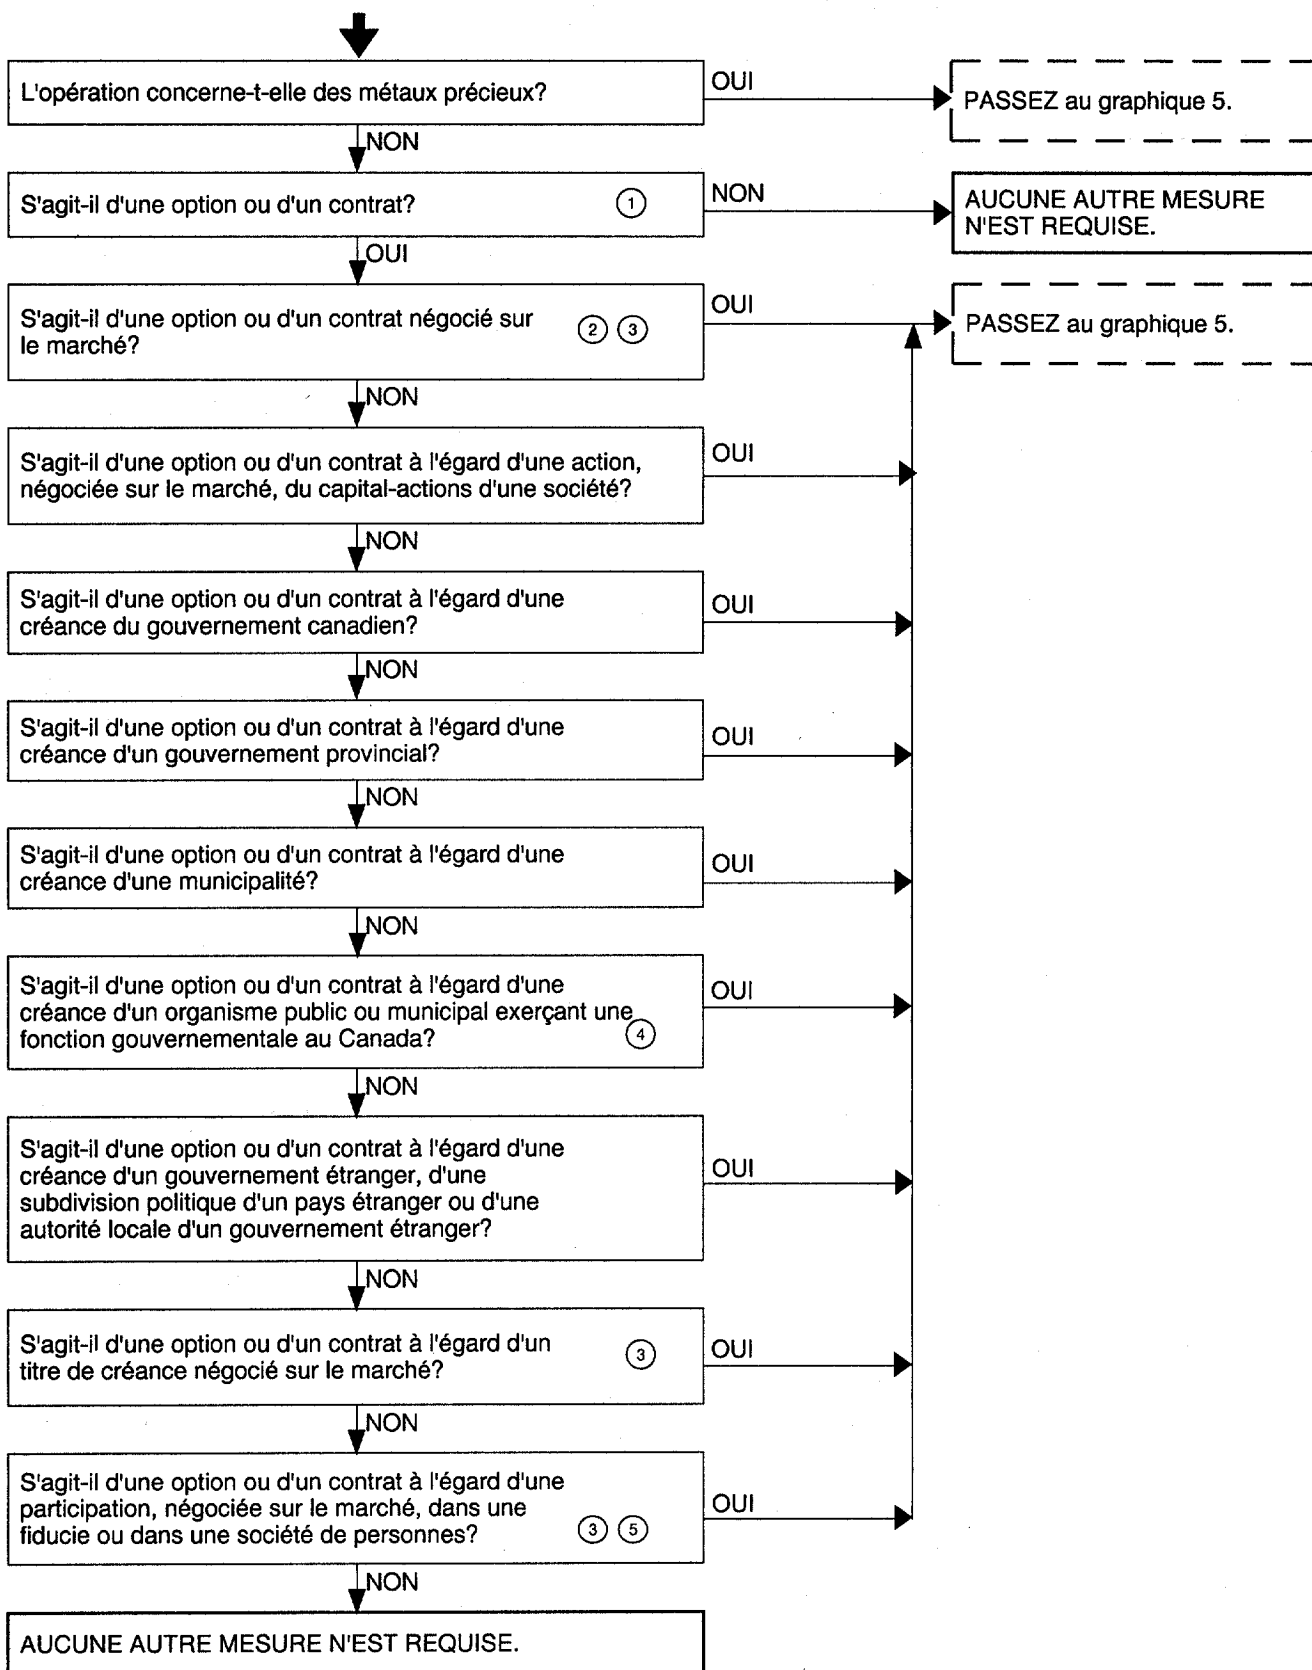 L'opération concerne-t-elle des métaux précieux?
OUI
PASSEZ au graphique 5.
NON
S'agit-il d'une option ou d'un contrat? ①
NON
AUCUNE AUTRE MESURE
N'EST REQUISE.
OUI
S'agit-il d'une option ou d'un contrat négocié sur
le marché? ② ③
OUI
PASSEZ au graphique 5.
NON
S'agit-il d'une option ou d'un contrat à l'égard d'une action,
négociée sur le marché, du capital-actions d'une société?
OUI
NON
S'agit-il d'une option ou d'un contrat à l'égard d'une
créance du gouvernement canadien?
OUI
NON
S'agit-il d'une option ou d'un contrat à l'égard d'une
créance d'un gouvernement provincial?
OUI
NON
S'agit-il d'une option ou d'un contrat à l'égard d'une
créance d'une municipalité?
OUI
NON
S'agit-il d'une option ou d'un contrat à l'égard d'une
créance d'un organisme public ou municipal exerçant une
fonction gouvernementale au Canada? ④
OUI
NON
S'agit-il d'une option ou d'un contrat à l'égard d'une
créance d'un gouvernement étranger, d'une
subdivision politique d'un pays étranger ou d'une
autorité locale d'un gouvernement étranger?
OUI
NON
S'agit-il d'une option ou d'un contrat à l'égard d'un
titre de créance négocié sur le marché? ③
OUI
NON
S'agit-il d'une option ou d'un contrat à l'égard d'une
participation, négociée sur le marché, dans une
fiducie ou dans une société de personnes? ③ ⑤
OUI
NON
AUCUNE AUTRE MESURE N'EST REQUISE.